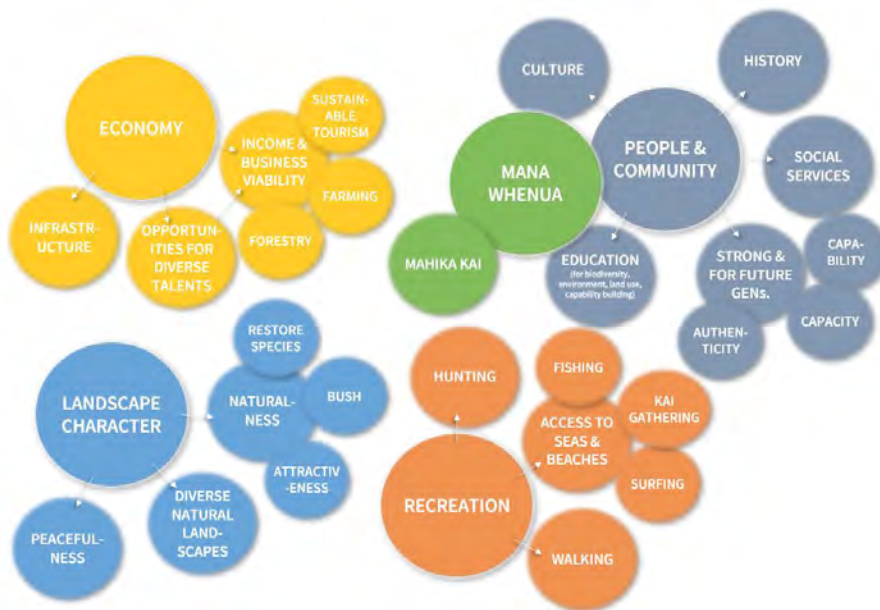 ECONOMY
SUSTAIN-
ABLE
TOURISM
INCOME &
BUSINESS
VIABILITY
FARMING
FORESTRY
OPPORTUN-
ITIES FOR
DIVERSE
TALENTS
INFRASTR-
UCTURE
CULTURE
HISTORY
PEOPLE &
COMMUNITY
MANA
WHENUA
MAHIKA KAI
SOCIAL
SERVICES
EDUCATION
(for biodiversity,
environment, land use,
capability building)
STRONG &
FOR FUTURE
GENs.
CAPA-
BILITY
CAPACITY
AUTHEN-
TICITY
LANDSCAPE
CHARACTER
RESTORE
SPECIES
NATURAL-
NESS
BUSH
ATTRACTIV-
ENESS
DIVERSE
NATURAL
LAND-
SCAPES
PEACEFUL-
NESS
RECREATION
HUNTING
FISHING
ACCESS TO
SEAS &
BEACHES
KAI
GATHERING
SURFING
WALKING